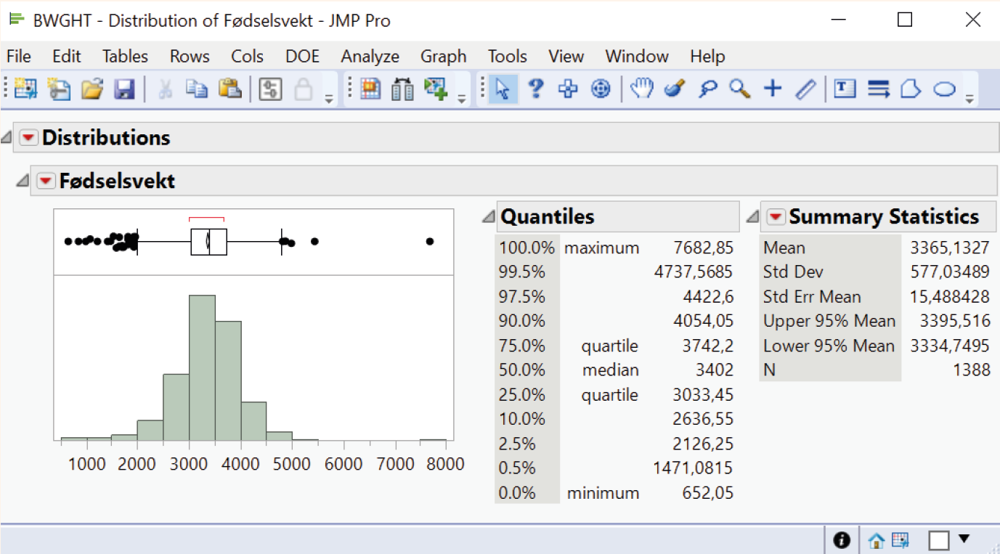 BWGHT - Distribution of Fødselsvekt - JMP Pro
File Edit Tables Rows Cols DOE Analyze Graph Tools View Window Help
Distributions
Fødselsvekt
1000 2000 3000 4000 5000 6000 7000 8000
Quantiles
100.0% maximum 7682,85
99.5% 4737,5685
97.5% 4422,6
90.0% 4054,05
75.0% quartile 3742,2
50.0% median 3402
25.0% quartile 3033,45
10.0% 2636,55
2.5% 2126,25
0.5% 1471,0815
0.0% minimum 652,05
Summary Statistics
Mean 3365,1327
Std Dev 577,03489
Std Err Mean 15,488428
Upper 95% Mean 3395,516
Lower 95% Mean 3334,7495
N 1388